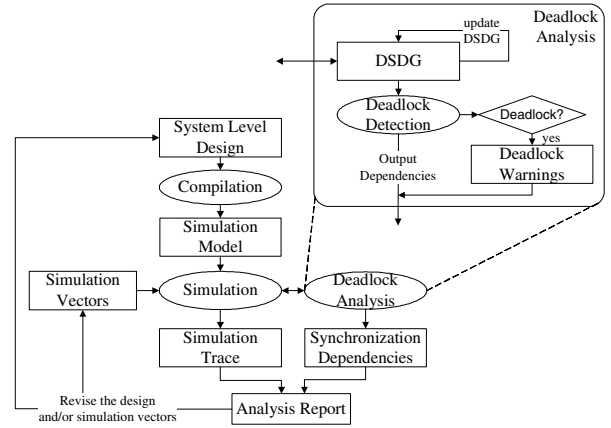 Deadlock
Analysis
update
DSDG
DSDG
Deadlock
Detection
Deadlock?
yes
Output
Dependencies
Deadlock
Warnings
System Level
Design
Compilation
Simulation
Model
Simulation
Vectors
Simulation
Deadlock
Analysis
Simulation
Trace
Synchronization
Dependencies
Revise the design
and/or simulation vectors
Analysis Report